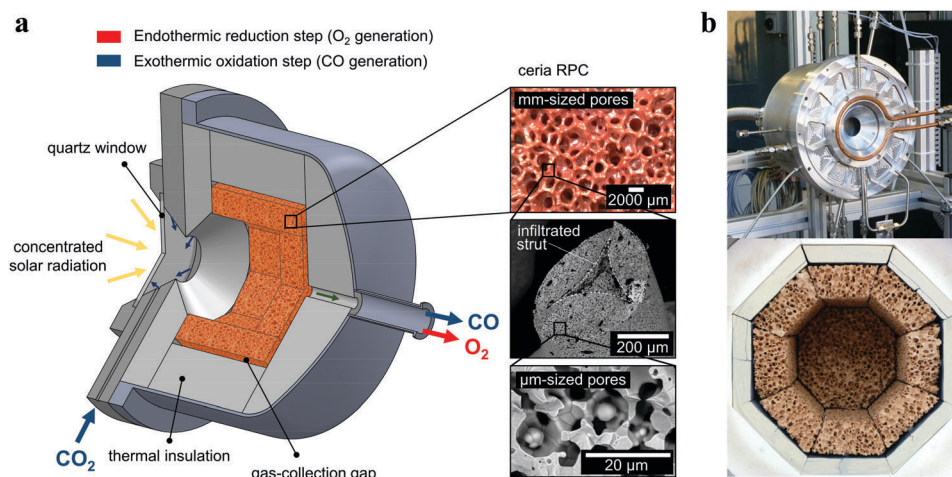 a
Endothermic reduction step (O₂ generation)
Exothermic oxidation step (CO generation)
quartz window
concentrated
solar radiation
CO₂
thermal insulation
gas-collection gap
CO
O₂
ceria RPC
mm-sized pores
2000 µm
infiltrated
strut
200 µm
µm-sized pores
20 µm
b